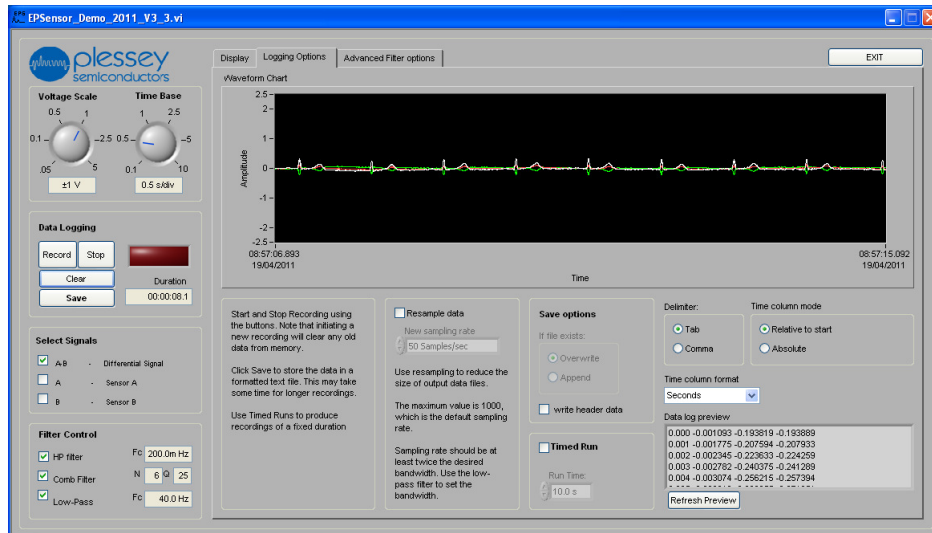 EPSensor_Demo_2011_V3_3.vi
plessey
semiconductors
Display
Logging Options
Advanced Filter options
EXIT
Waveform Chart
Voltage Scale
Time Base
0.5
1
0.1
2.5
.05
5
±1 V
1
2.5
0.5
5
0.1
10
0.5 s/div
Amplitude
2.5
2
1
0
-1
-2
-2.5
08:57:06.893
19/04/2011
08:57:15.092
19/04/2011
Time
Data Logging
Record
Stop
Clear
Duration
Save
00:00:08:1
Select Signals
A-B - Differential Signal
A - Sensor A
B - Sensor B
Filter Control
HP filter Fc 200.0m Hz
Comb Filter N 6 Q 25
Low-Pass Fc 40.0 Hz
Start and Stop Recording using
the buttons. Note that initiating a
new recording will clear any old
data from memory.
Click Save to store the data in a
formatted text file. This may take
some time for longer recordings.
Use Timed Runs to produce
recordings of a fixed duration
Resample data
New sampling rate
50 Samples/sec
Use resampling to reduce the
size of output data files.
The maximum value is 1000,
which is the default sampling
rate.
Sampling rate should be at
least twice the desired
bandwidth. Use the low-
pass filter to set the
bandwidth.
Save options
If file exists:
Overwrite
Append
write header data
Timed Run
Run Time:
10.0 s
Delimiter:
Tab
Comma
Time column mode
Relative to start
Absolute
Time column format
Seconds
Data log preview
0.000 -0.001093 -0.193819 -0.193889
0.001 -0.001775 -0.207594 -0.207933
0.002 -0.002345 -0.223633 -0.224259
0.003 -0.002782 -0.240375 -0.241289
0.004 -0.003074 -0.256215 -0.257394
Refresh Preview